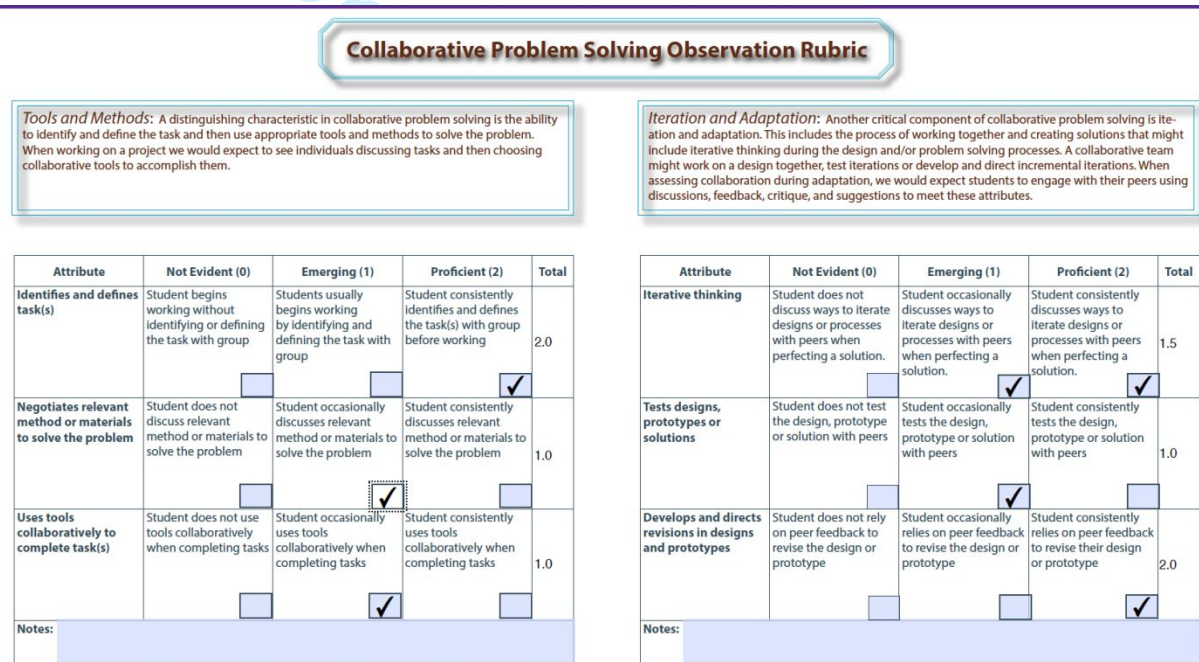 Collaborative Problem Solving Observation Rubric
Tools and Methods: A distinguishing characteristic in collaborative problem solving is the ability
to identify and define the task and then use appropriate tools and methods to solve the problem.
When working on a project we would expect to see individuals discussing tasks and then choosing
collaborative tools to accomplish them.
Attribute Not Evident (0) Emerging (1) Proficient (2) Total
Identifies and defines
task(s)
Student begins
working without
identifying or defining
the task with group
Students usually
begins working
by identifying and
defining the task with
group
Student consistently
identifies and defines
the task(s) with group
before working
2.0
Negotiates relevant
method or materials
to solve the problem
Student does not
discuss relevant
method or materials to
solve the problem
Student occasionally
discusses relevant
method or materials to
solve the problem
Student consistently
discusses relevant
method or materials to
solve the problem
1.0
Uses tools
collaboratively to
complete task(s)
Student does not use
tools collaboratively
when completing tasks
Student occasionally
uses tools
collaboratively when
completing tasks
Student consistently
uses tools
collaboratively when
completing tasks
1.0
Notes:
Iteration and Adaptation: Another critical component of collaborative problem solving is ite-
ation and adaptation. This includes the process of working together and creating solutions that might
include iterative thinking during the design and/or problem solving processes. A collaborative team
might work on a design together, test iterations or develop and direct incremental iterations. When
assessing collaboration during adaptation, we would expect students to engage with their peers using
discussions, feedback, critique, and suggestions to meet these attributes.
Attribute Not Evident (0) Emerging (1) Proficient (2) Total
Iterative thinking
Student does not
discuss ways to iterate
designs or processes
with peers when
perfecting a solution.
Student occasionally
discusses ways to
iterate designs or
processes with peers
when perfecting a
solution.
Student consistently
discusses ways to
iterate designs or
processes with peers
when perfecting a
solution.
1.5
Tests designs,
prototypes or
solutions
Student does not test
the design, prototype
or solution with peers
Student occasionally
tests the design,
prototype or solution
with peers
Student consistently
tests the design,
prototype or solution
with peers
1.0
Develops and directs
revisions in designs
and prototypes
Student does not rely
on peer feedback to
revise the design or
prototype
Student occasionally
relies on peer feedback
to revise the design or
prototype
Student consistently
relies on peer feedback
to revise their design
or prototype
2.0
Notes: